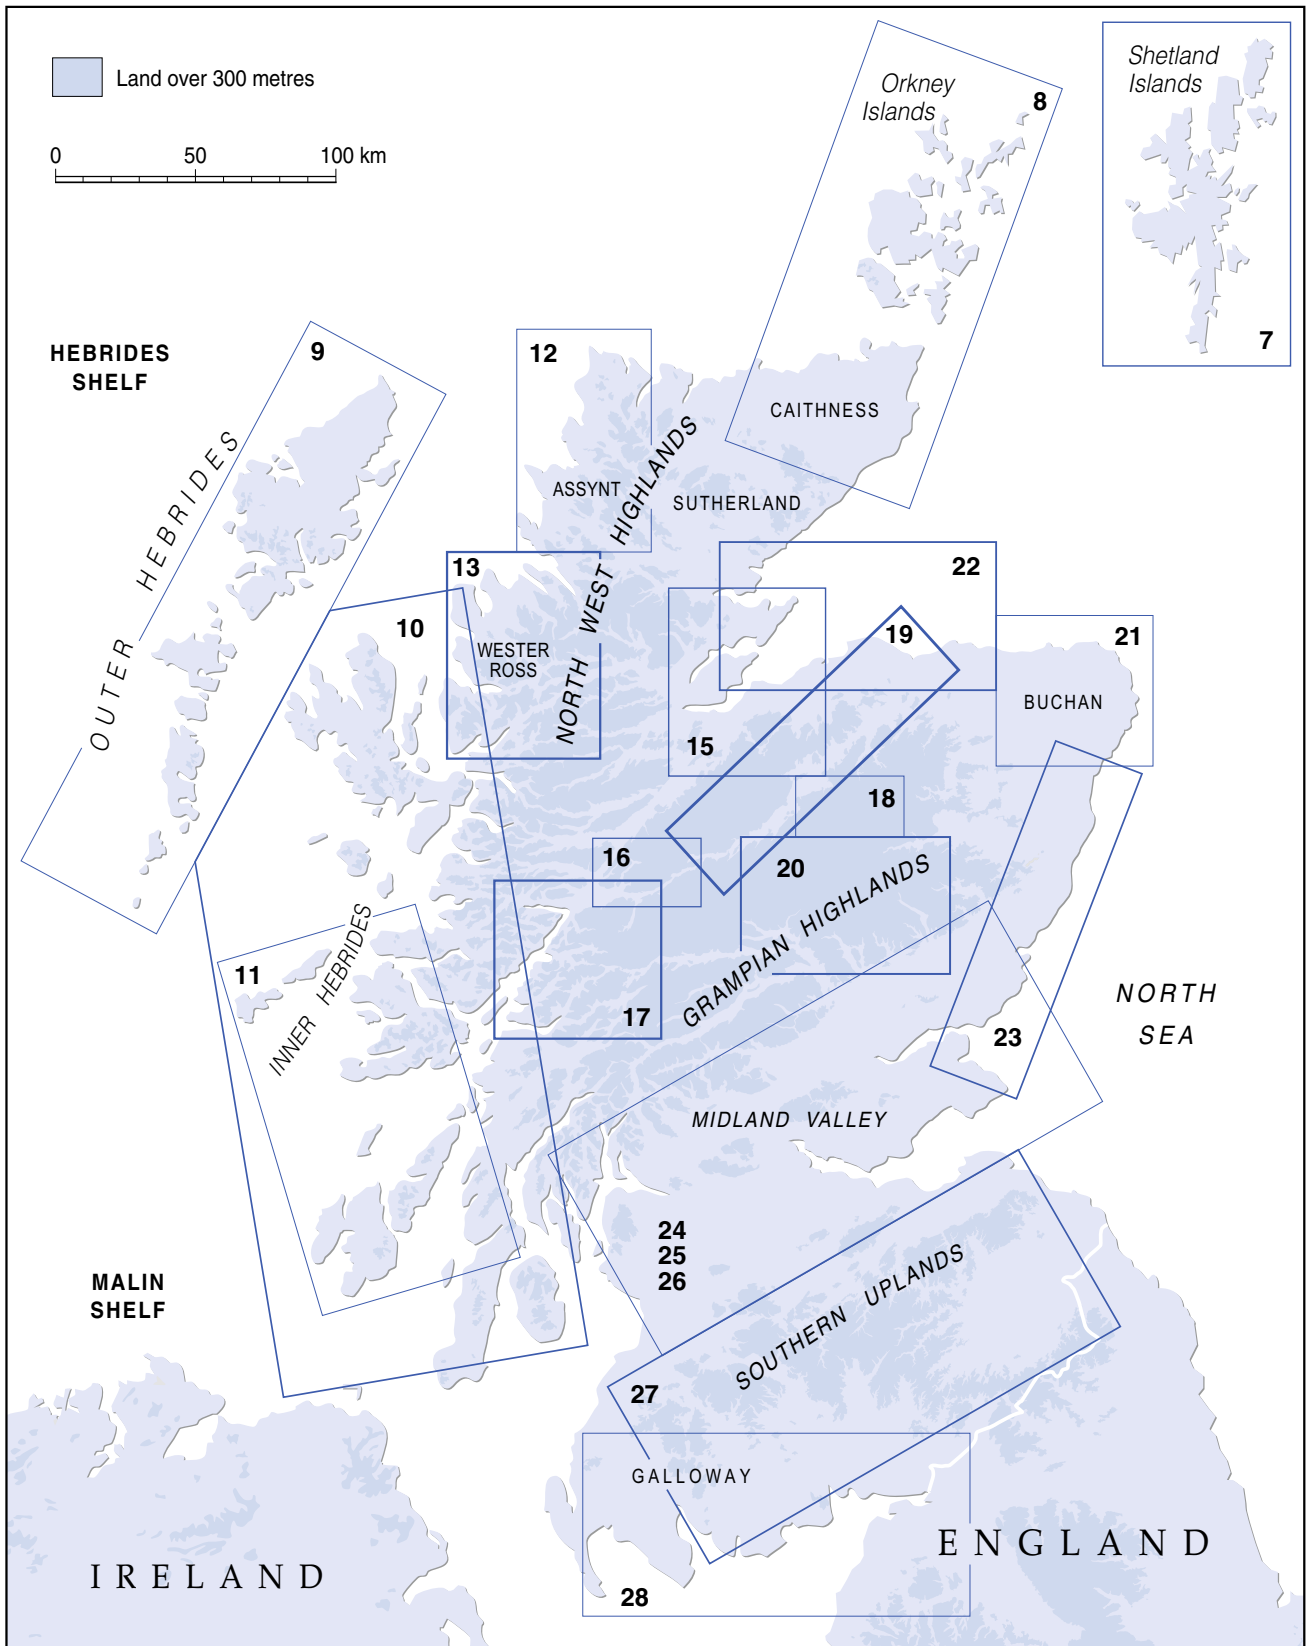 Land over 300 metres
0 50 100 km
Orkney
Islands
8
Shetland
Islands
7
HEBRIDES
SHELF
9
12
CAITHNESS
OUTER HEBRIDES
ASSYNT
SUTHERLAND
NORTH WEST HIGHLANDS
13
22
10
19
21
WESTER
ROSS
BUCHAN
15
18
16
20
GRAMPIAN HIGHLANDS
11
INNER HEBRIDES
17
NORTH
SEA
23
MIDLAND VALLEY
24
25
26
MALIN
SHELF
SOUTHERN UPLANDS
27
GALLOWAY
ENGLAND
IRELAND
28